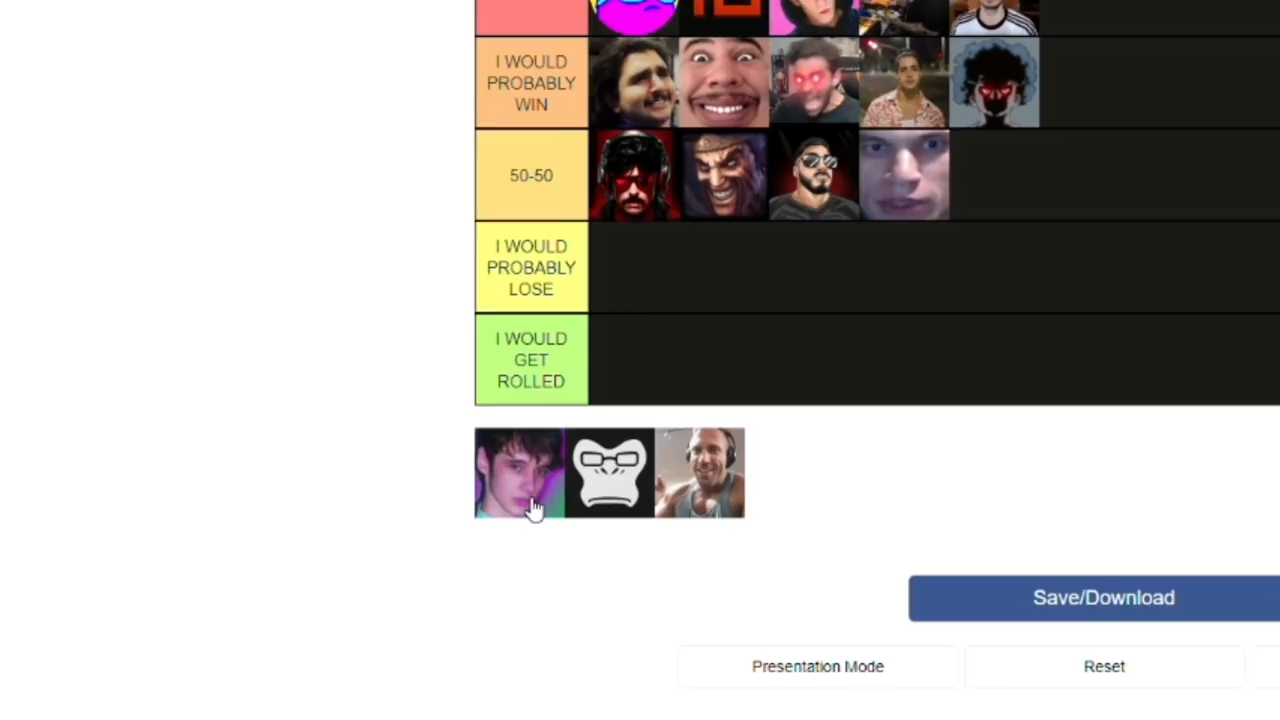 I WOULD
PROBABLY
WIN
50-50
I WOULD
PROBABLY
LOSE
I WOULD
GET
ROLLED
Save/Download
Presentation Mode
Reset